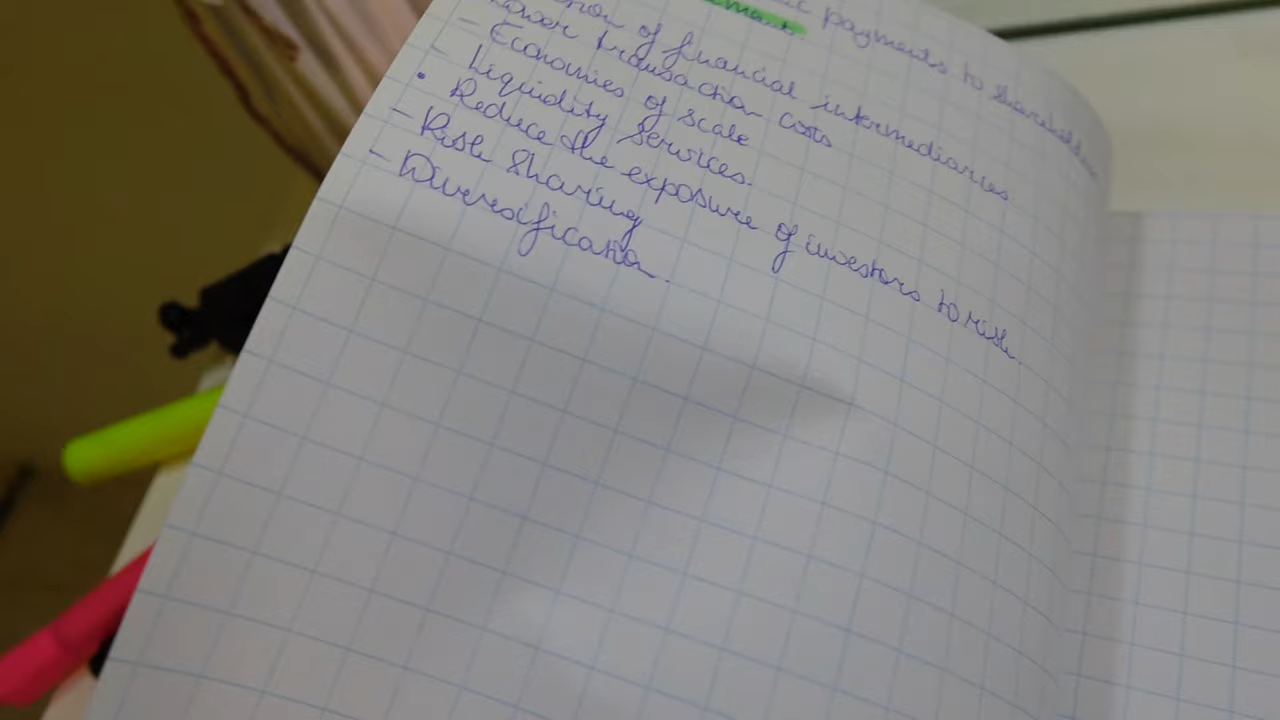 payments to shareholders
of financial intermediaries
Lower transaction costs
- Economies of scale
- Liquidity services.
• Reduce the exposure of investors to risk.
- Risk Sharing
- Diversification.